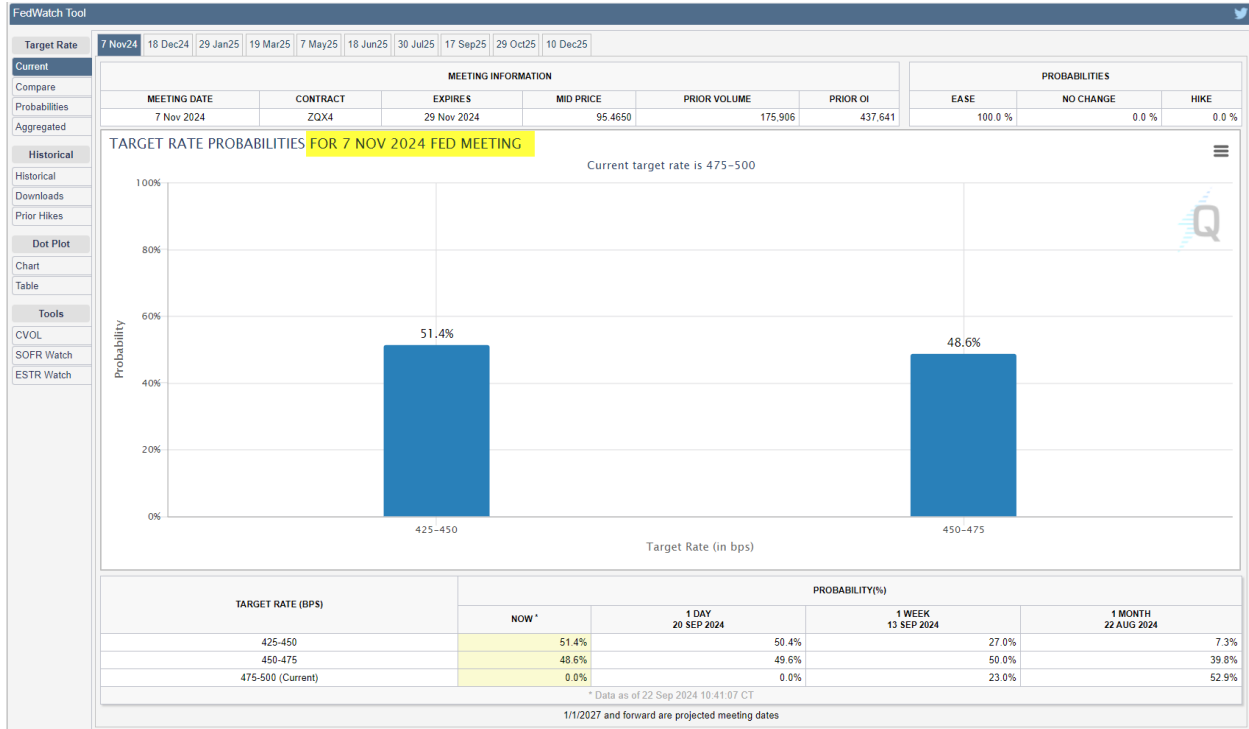 FedWatch Tool
Target Rate
Current
Compare
Probabilities
Aggregated
Historical
Historical
Downloads
Prior Hikes
Dot Plot
Chart
Table
Tools
CVOL
SOFR Watch
ESTR Watch
7 Nov24 18 Dec24 29 Jan25 19 Mar25 7 May25 18 Jun25 30 Jul25 17 Sep25 29 Oct25 10 Dec25
MEETING INFORMATION
MEETING DATE CONTRACT EXPIRES MID PRICE PRIOR VOLUME PRIOR OI
7 Nov 2024 ZQX4 29 Nov 2024 95.4650 175,906 437,641
PROBABILITIES
EASE NO CHANGE HIKE
100.0 % 0.0 % 0.0 %
TARGET RATE PROBABILITIES FOR 7 NOV 2024 FED MEETING
Current target rate is 475-500
Q
Probability
100%
80%
60%
40%
20%
0%
51.4%
48.6%
425-450 450-475
Target Rate (in bps)
TARGET RATE (BPS) PROBABILITY(%)
NOW * 1 DAY 20 SEP 2024 1 WEEK 13 SEP 2024 1 MONTH 22 AUG 2024
425-450 51.4% 50.4% 27.0% 7.3%
450-475 48.6% 49.6% 50.0% 39.8%
475-500 (Current) 0.0% 0.0% 23.0% 52.9%
* Data as of 22 Sep 2024 10:41:07 CT
1/1/2027 and forward are projected meeting dates